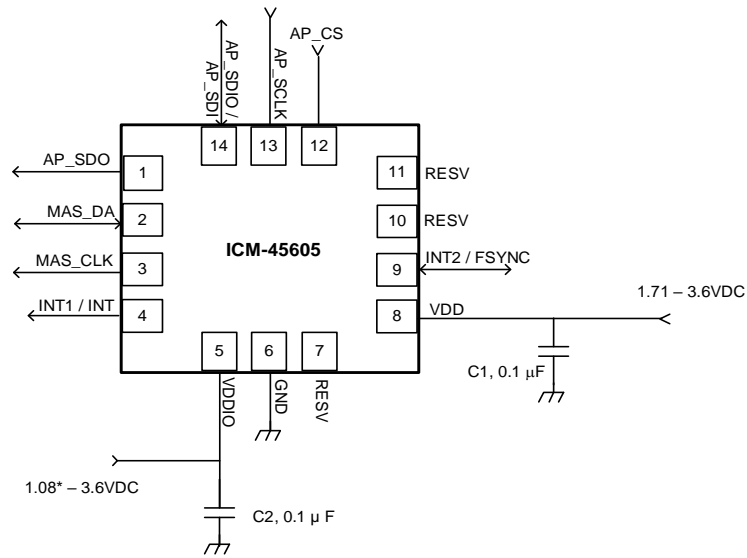 AP_CS
AP_SDIO /
AP_SDI
AP_SCLK
14
13
12
AP_SDO
1
11
RESV
MAS_DA
2
10
RESV
ICM-45605
MAS_CLK
3
9
INT2 / FSYNC
INT1 / INT
4
8
VDD
1.71 – 3.6VDC
5
6
7
C1, 0.1 μF
VDDIO
GND
RESV
1.08* – 3.6VDC
C2, 0.1 μ F